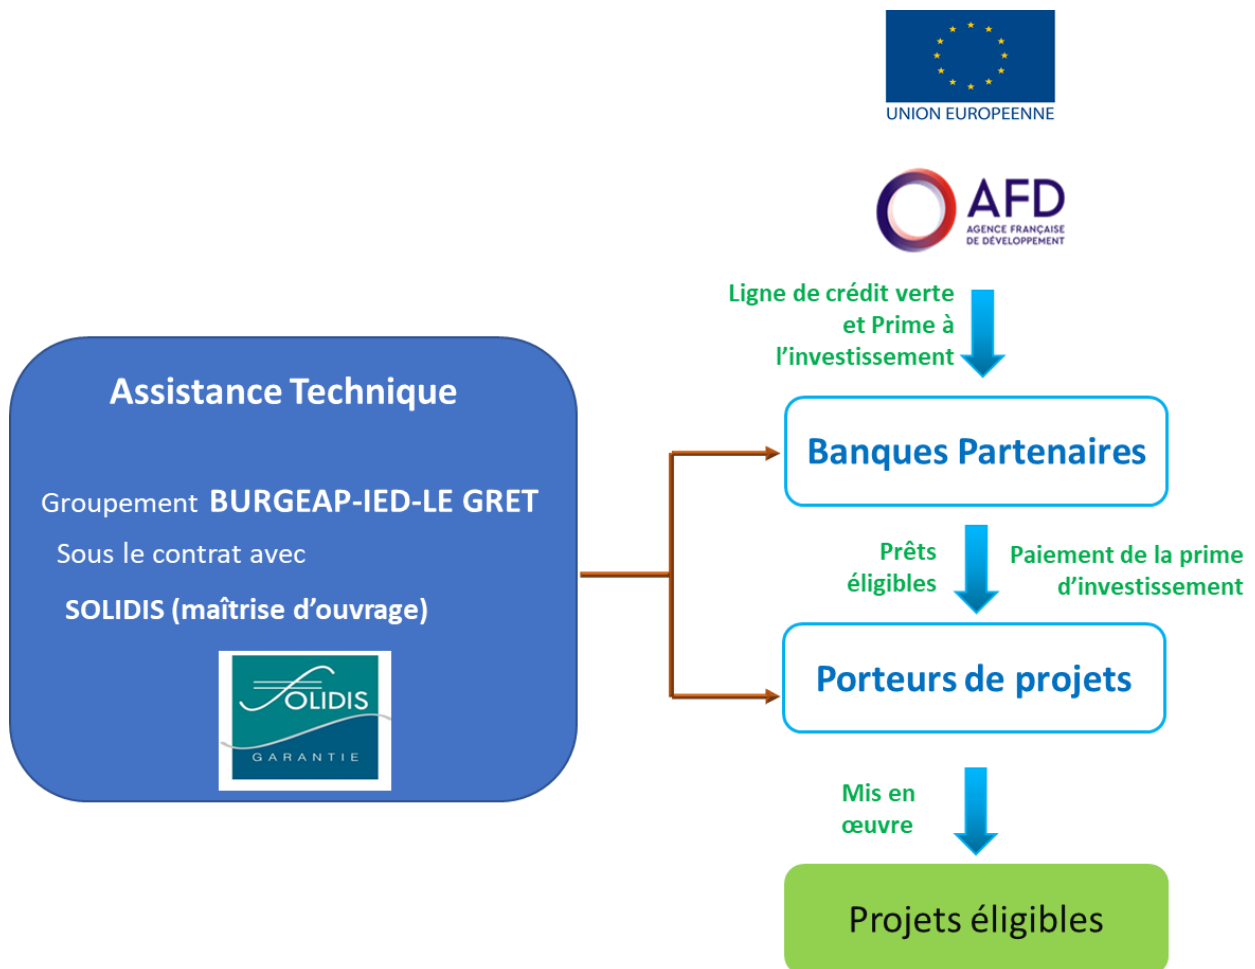 UNION EUROPEENNE
AFD
AGENCE FRANÇAISE
DE DÉVELOPPEMENT
Ligne de crédit verte
et Prime à
l’investissement
Assistance Technique
Groupement BURGEAP-IED-LE GRET
Sous le contrat avec
SOLIDIS (maîtrise d’ouvrage)
SOLIDIS
GARANTIE
Banques Partenaires
Prêts
éligibles
Paiement de la prime
d’investissement
Porteurs de projets
Mis en
œuvre
Projets éligibles